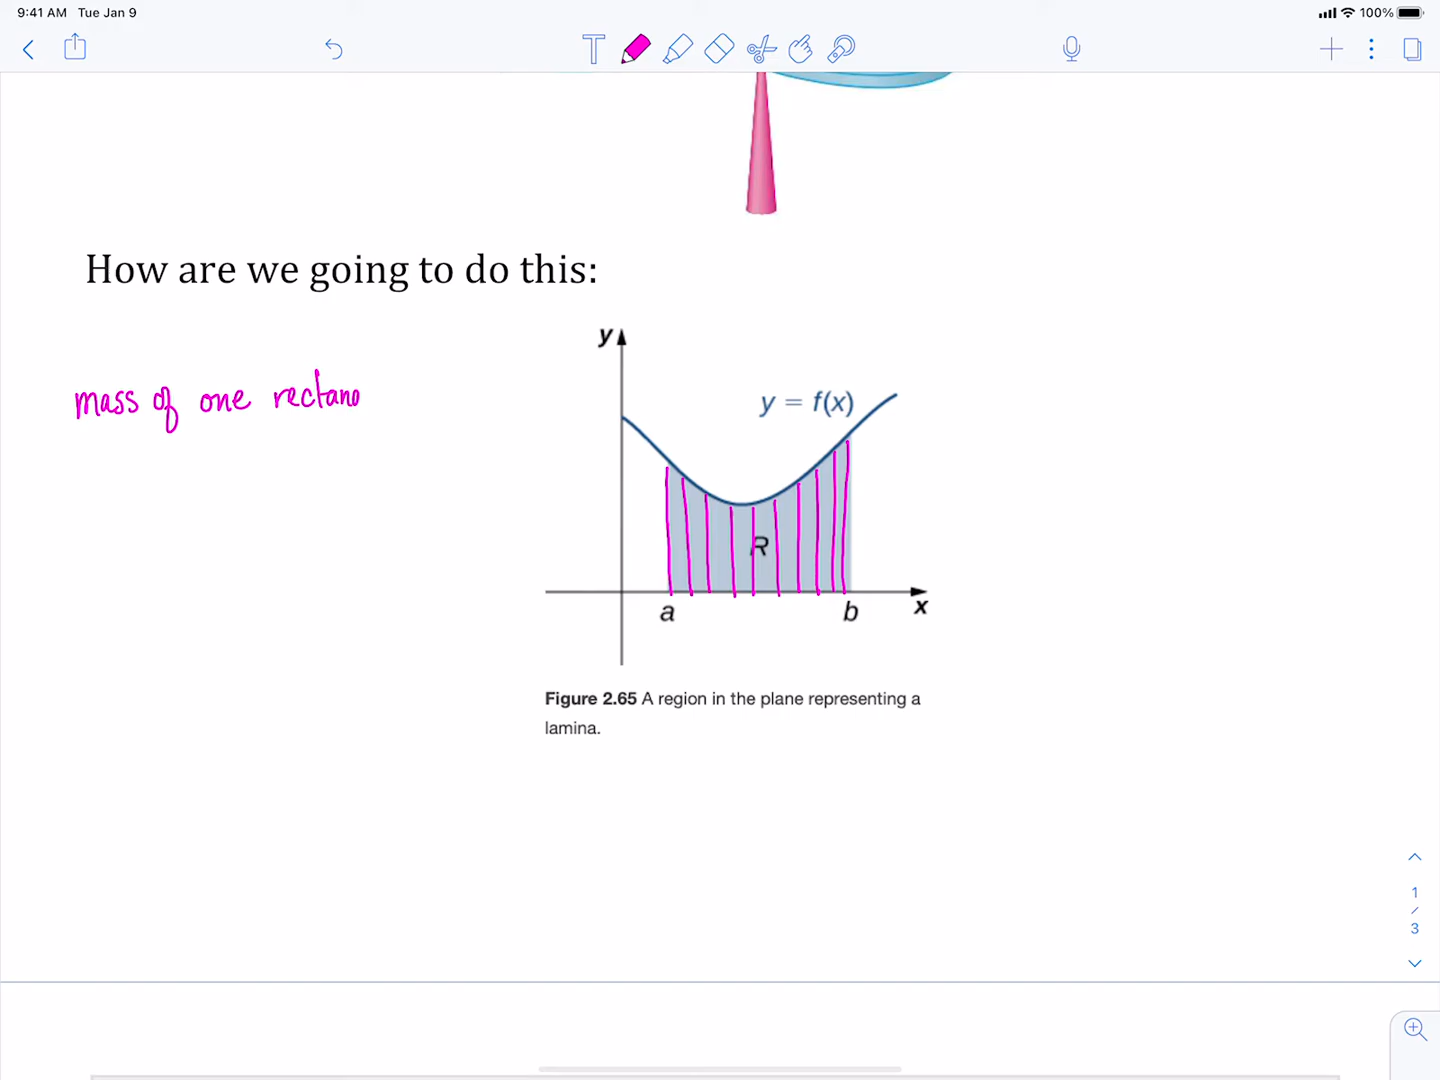 9:41 AM Tue Jan 9
100%
How are we going to do this:
mass of one rectang
y
y = f(x)
R
a
b
x
Figure 2.65 A region in the plane representing a
lamina.
1
/
3